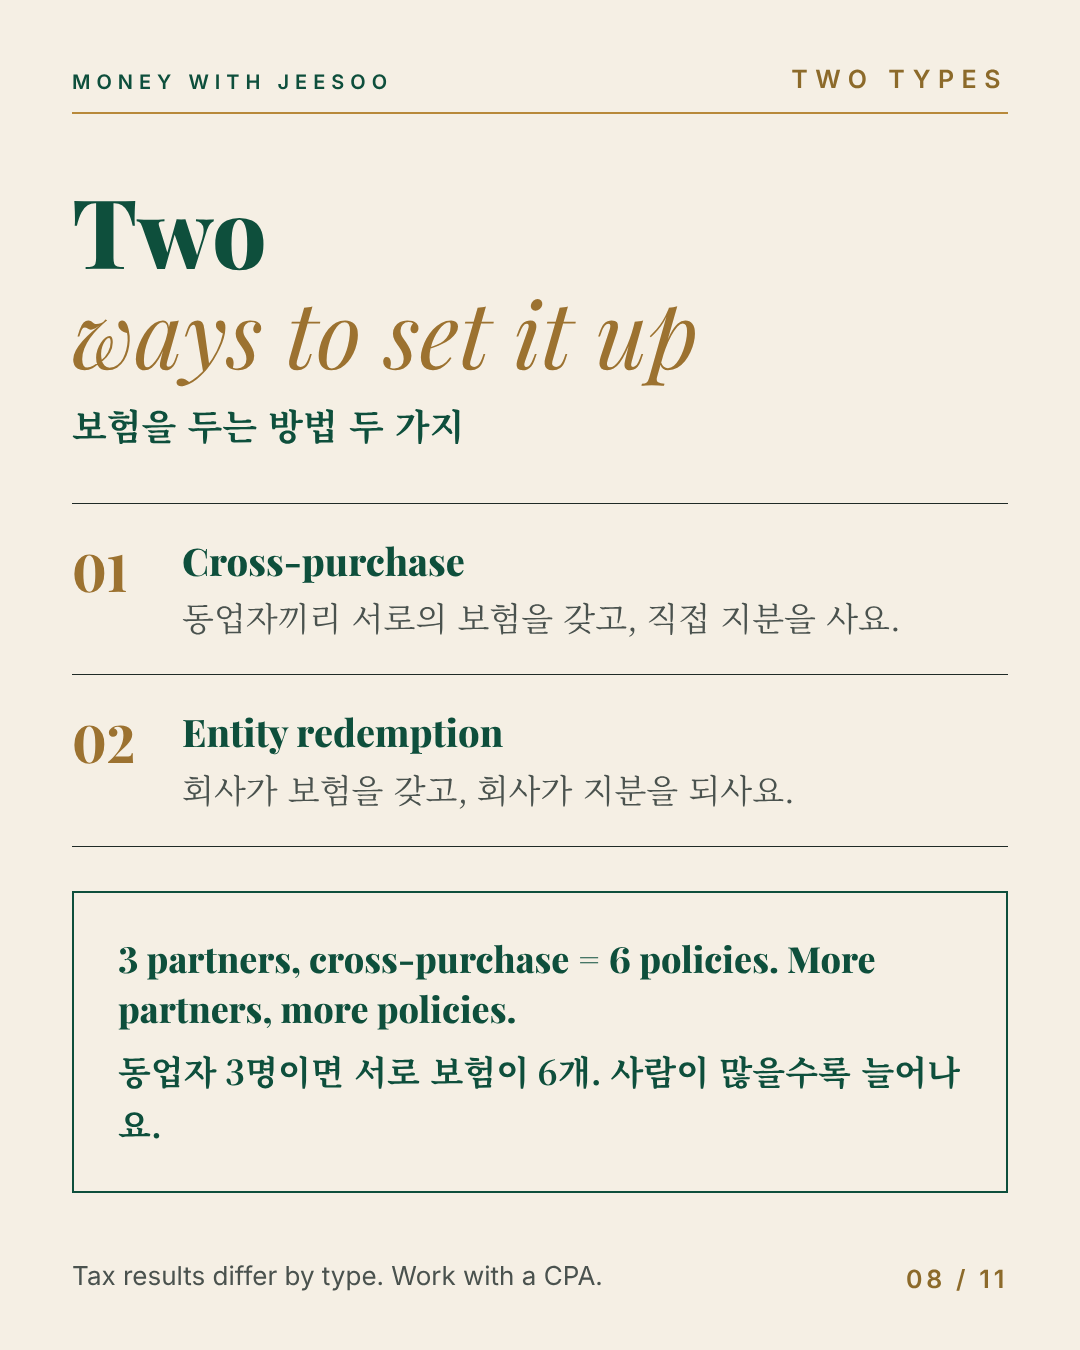 MONEY WITH JEESOO
TWO TYPES
Two
ways to set it up
보험을 두는 방법 두 가지
01
Cross-purchase
동업자끼리 서로의 보험을 갖고, 직접 지분을 사요.
02
Entity redemption
회사가 보험을 갖고, 회사가 지분을 되사요.
3 partners, cross-purchase = 6 policies. More
partners, more policies.
동업자 3명이면 서로 보험이 6개. 사람이 많을수록 늘어나
요.
Tax results differ by type. Work with a CPA.
08 / 11